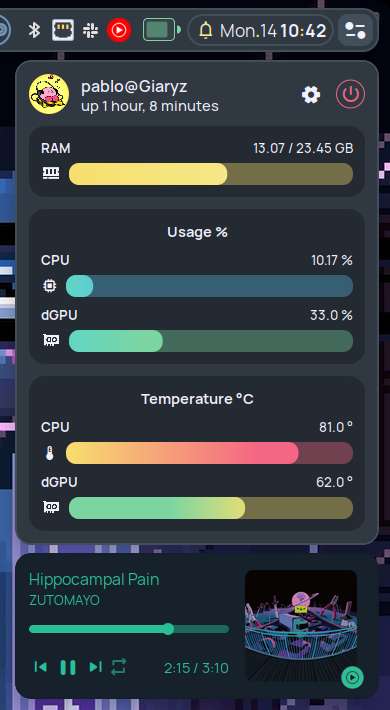 Mon.14 10:42
pablo@Giaryz
up 1 hour, 8 minutes
RAM 13.07 / 23.45 GB
Usage %
CPU 10.17 %
dGPU 33.0 %
Temperature °C
CPU 81.0 °
dGPU 62.0 °
Hippocampal Pain
ZUTOMAYO
2:15 / 3:10